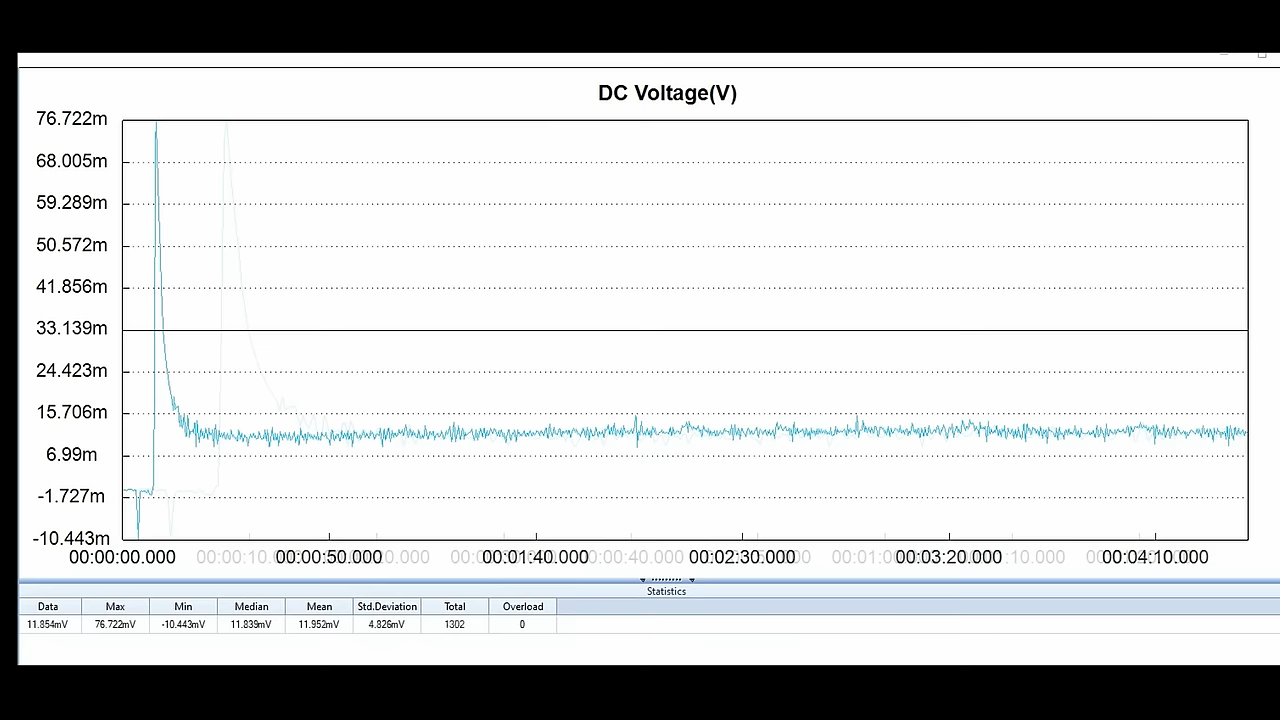 DC Voltage(V)
76.722m
68.005m
59.289m
50.572m
41.856m
33.139m
24.423m
15.706m
6.99m
-1.727m
-10.443m
00:00:00.000 00:00:50.000 00:01:40.000 00:02:30.000 00:03:20.000 00:04:10.000
Statistics
Data Max Min Median Mean Std.Deviation Total Overload
11.854mV 76.722mV -10.443mV 11.839mV 11.952mV 4.826mV 1302 0